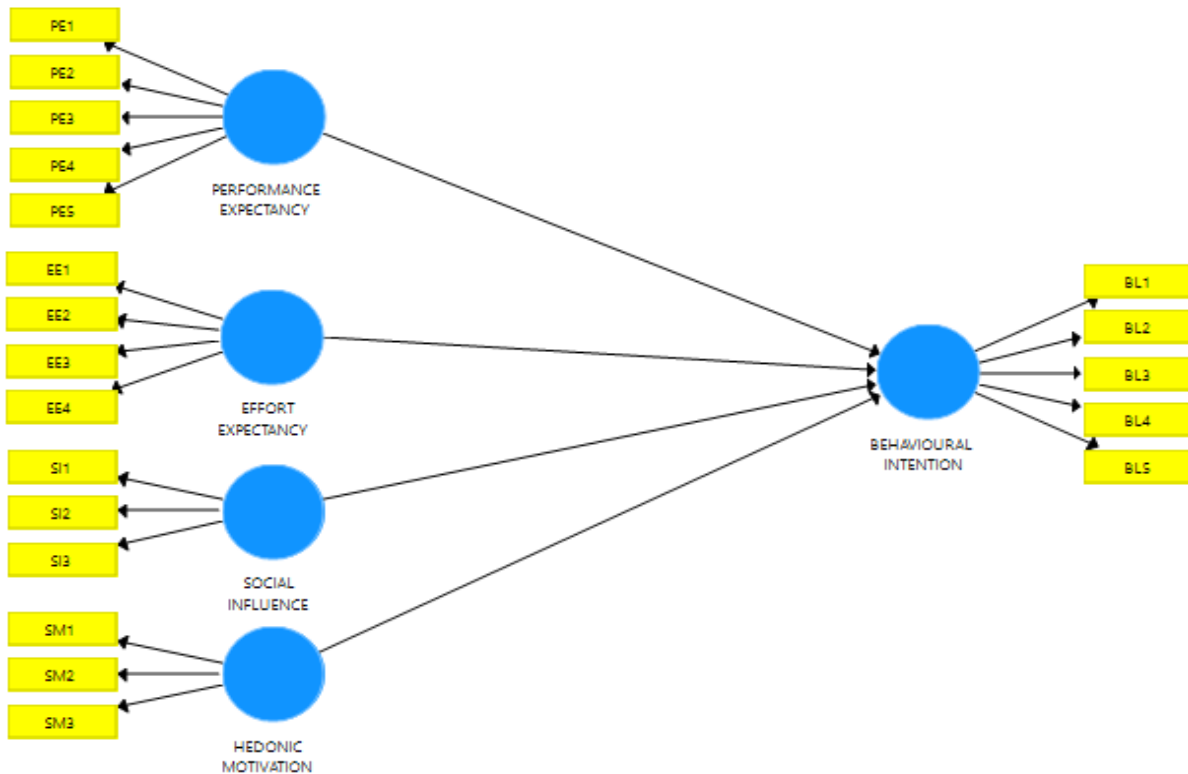 PE1
PE2
PE3
PE4
PE5
PERFORMANCE
EXPECTANCY
EE1
EE2
EE3
EE4
EFFORT
EXPECTANCY
SI1
SI2
SI3
SOCIAL
INFLUENCE
SM1
SM2
SM3
HEDONIC
MOTIVATION
BEHAVIOURAL
INTENTION
BL1
BL2
BL3
BL4
BL5